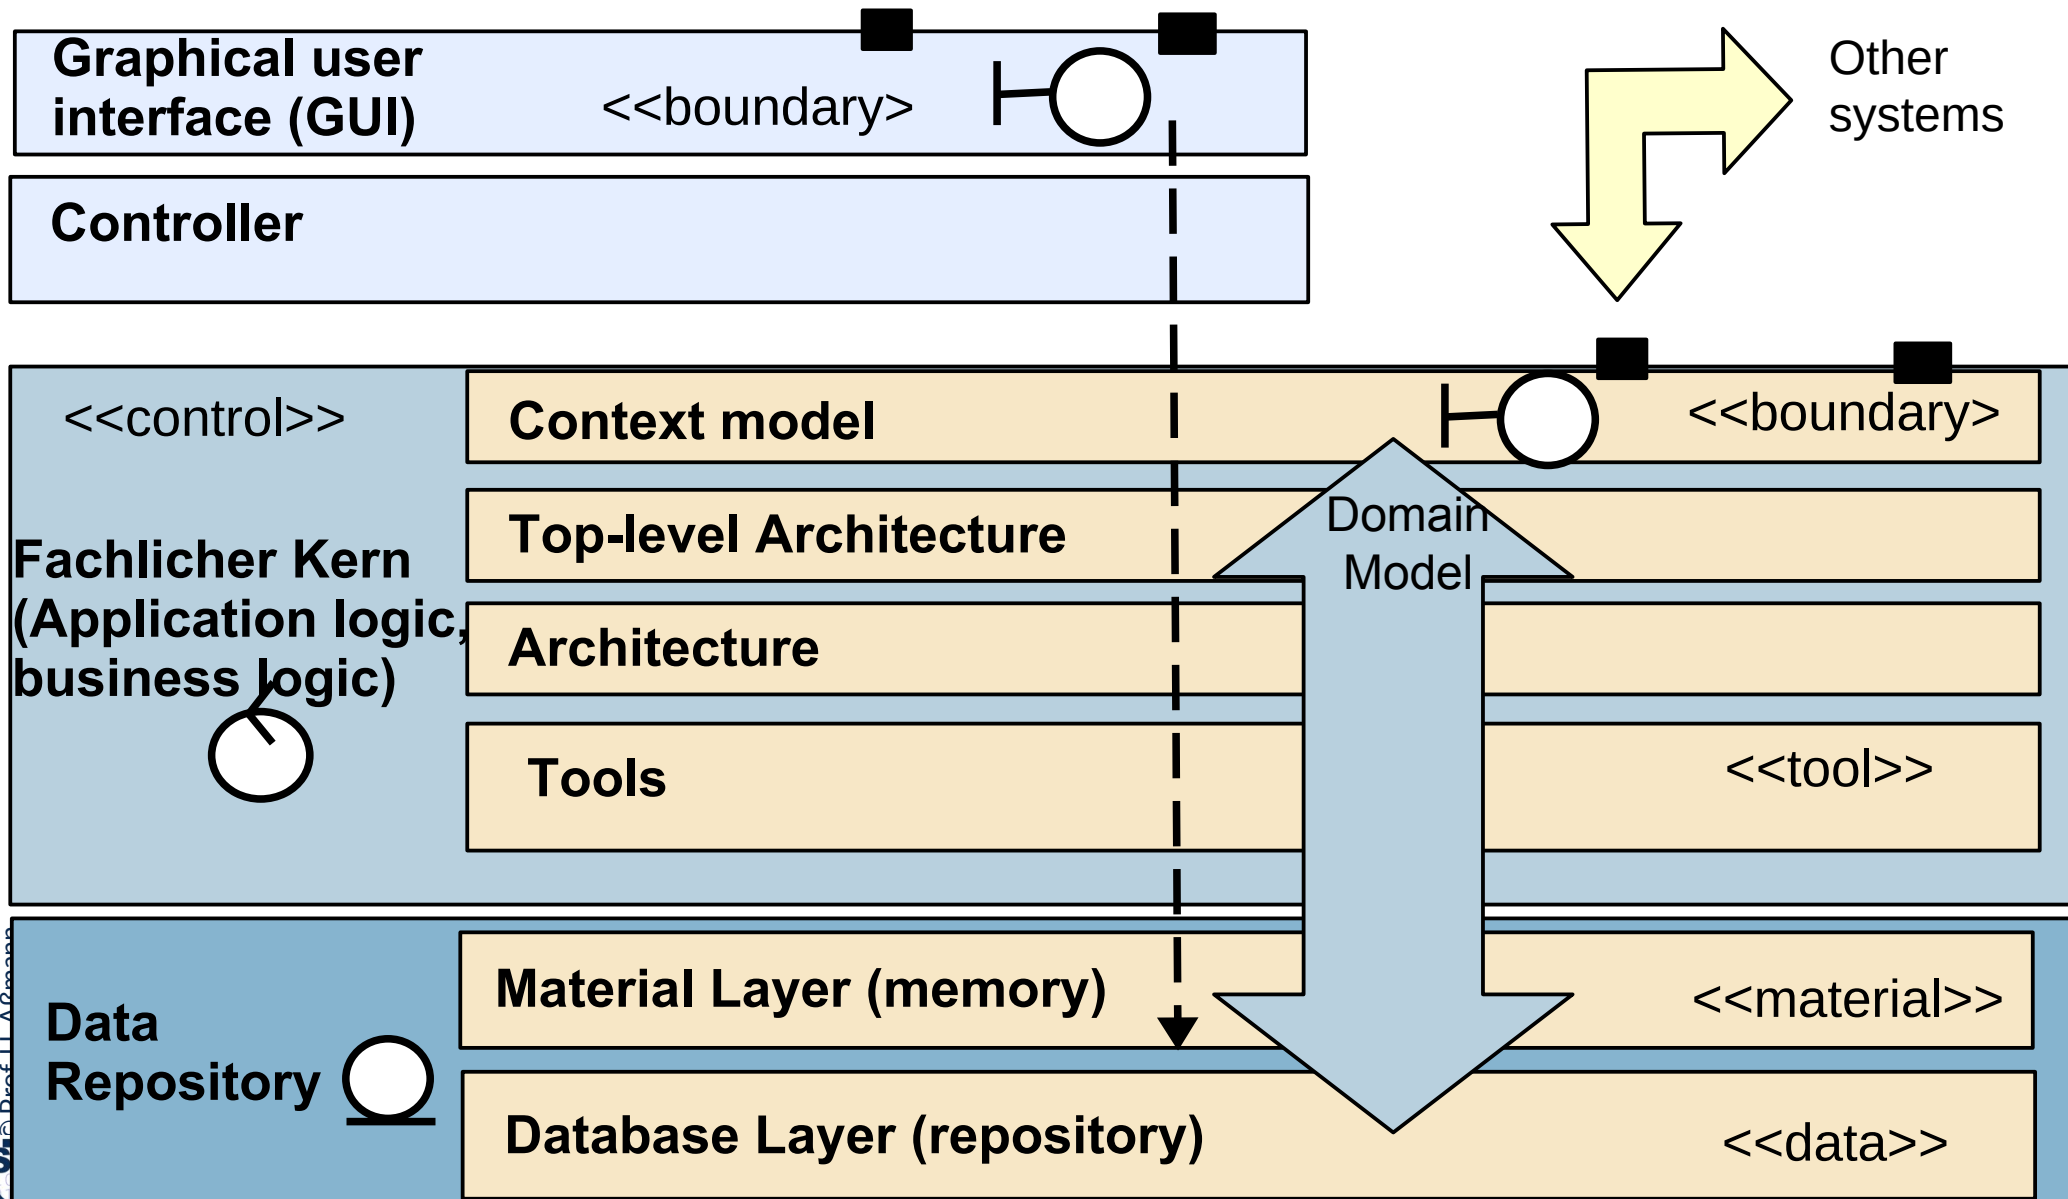 Graphical user
interface (GUI)
<<boundary>
Other
systems
Controller
<<control>>
Context model
<<boundary>
Top-level Architecture
Domain
Model
Fachlicher Kern
(Application logic,
business logic)
Architecture
Tools
<<tool>>
Material Layer (memory)
<<material>>
Data
Repository
Database Layer (repository)
<<data>>